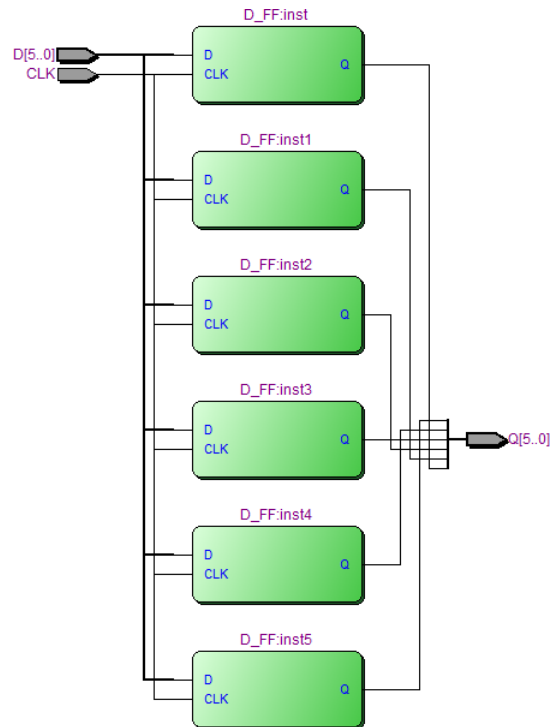 D_FF:inst
D[5..0]
CLK
D
CLK
Q
D_FF:inst1
D
CLK
Q
D_FF:inst2
D
CLK
Q
D_FF:inst3
D
CLK
Q
Q[5..0]
D_FF:inst4
D
CLK
Q
D_FF:inst5
D
CLK
Q